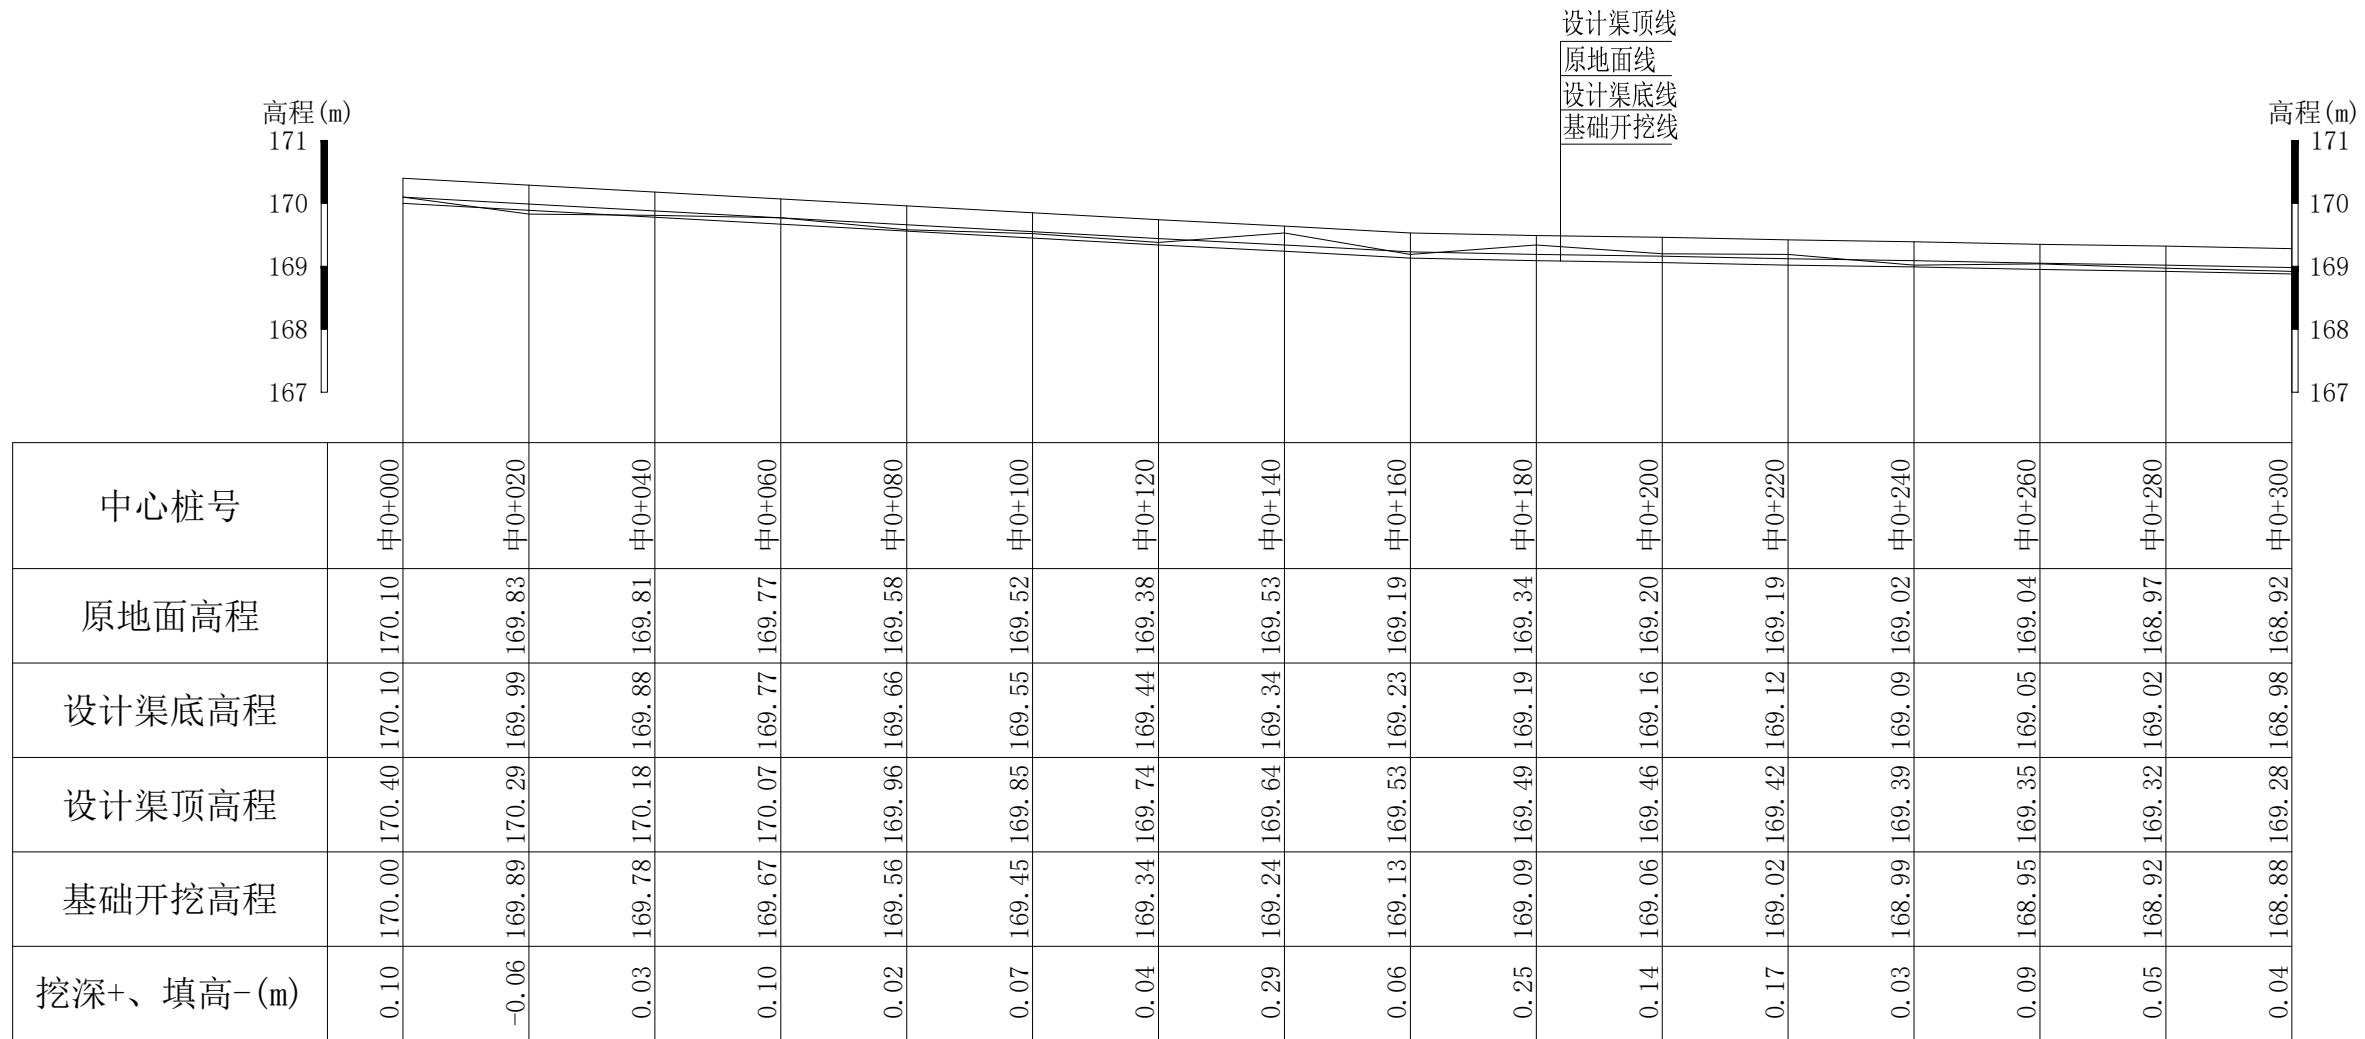 设计渠顶线
原地面线
设计渠底线
基础开挖线
高程(m)
171
170
169
168
167
高程(m)
171
170
169
168
167
中心桩号 中0+000 中0+020 中0+040 中0+060 中0+080 中0+100 中0+120 中0+140 中0+160 中0+180 中0+200 中0+220 中0+240 中0+260 中0+280 中0+300
原地面高程 170.10 169.83 169.81 169.77 169.58 169.52 169.38 169.53 169.19 169.34 169.20 169.19 169.02 169.04 168.97 168.92
设计渠底高程 170.10 169.99 169.88 169.77 169.66 169.55 169.44 169.34 169.23 169.19 169.16 169.12 169.09 169.05 169.02 168.98
设计渠顶高程 170.40 170.29 170.18 170.07 169.96 169.85 169.74 169.64 169.53 169.49 169.46 169.42 169.39 169.35 169.32 169.28
基础开挖高程 170.00 169.89 169.78 169.67 169.56 169.45 169.34 169.24 169.13 169.09 169.06 169.02 168.99 168.95 168.92 168.88
挖深+、填高-(m) 0.10 -0.06 0.03 0.10 0.02 0.07 0.04 0.29 0.06 0.25 0.14 0.17 0.03 0.09 0.05 0.04